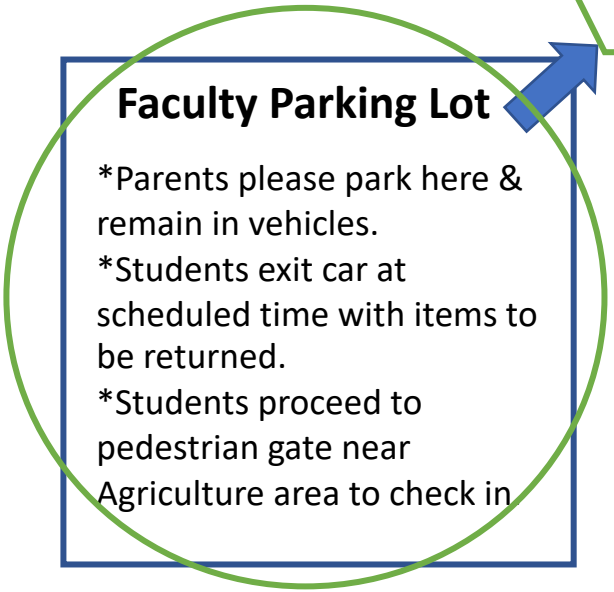 Faculty Parking Lot
*Parents please park here &
remain in vehicles.
*Students exit car at
scheduled time with items to
be returned.
*Students proceed to
pedestrian gate near
Agriculture area to check in.